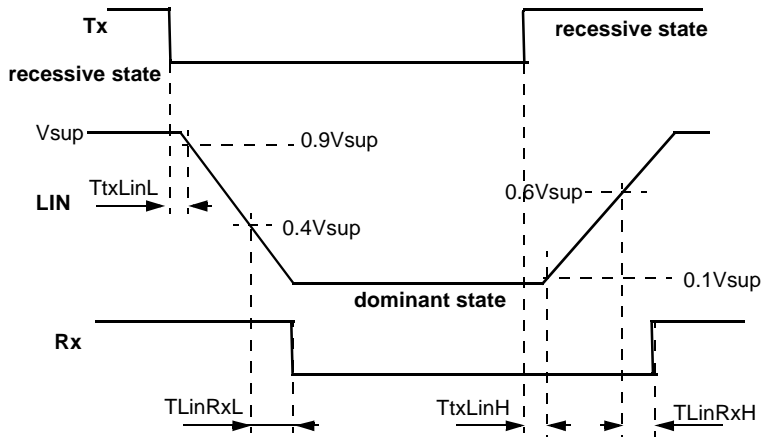 Tx
recessive state
recessive state
Vsup
0.9Vsup
TtxLinL
LIN
0.6Vsup
0.4Vsup
0.1Vsup
dominant state
Rx
TLinRxL
TtxLinH
TLinRxH